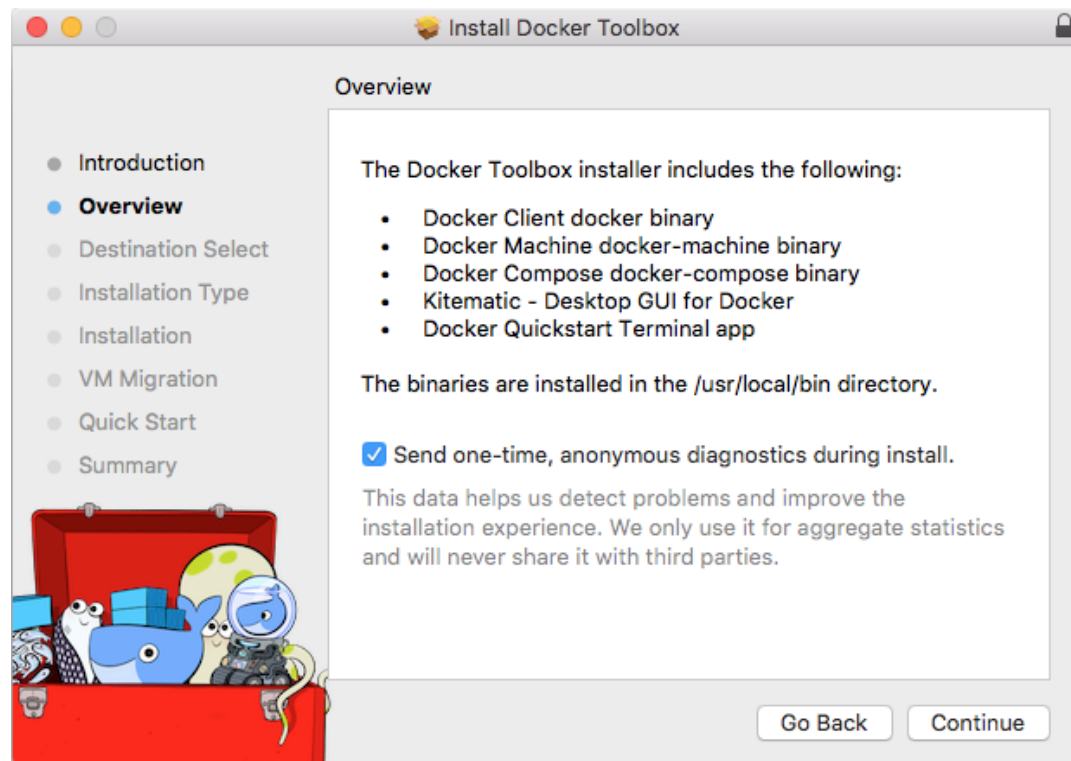 Install Docker Toolbox
Overview
Introduction
Overview
Destination Select
Installation Type
Installation
VM Migration
Quick Start
Summary
The Docker Toolbox installer includes the following:
• Docker Client docker binary
• Docker Machine docker-machine binary
• Docker Compose docker-compose binary
• Kitematic - Desktop GUI for Docker
• Docker Quickstart Terminal app
The binaries are installed in the /usr/local/bin directory.
Send one-time, anonymous diagnostics during install.
This data helps us detect problems and improve the
installation experience. We only use it for aggregate statistics
and will never share it with third parties.
Go Back
Continue